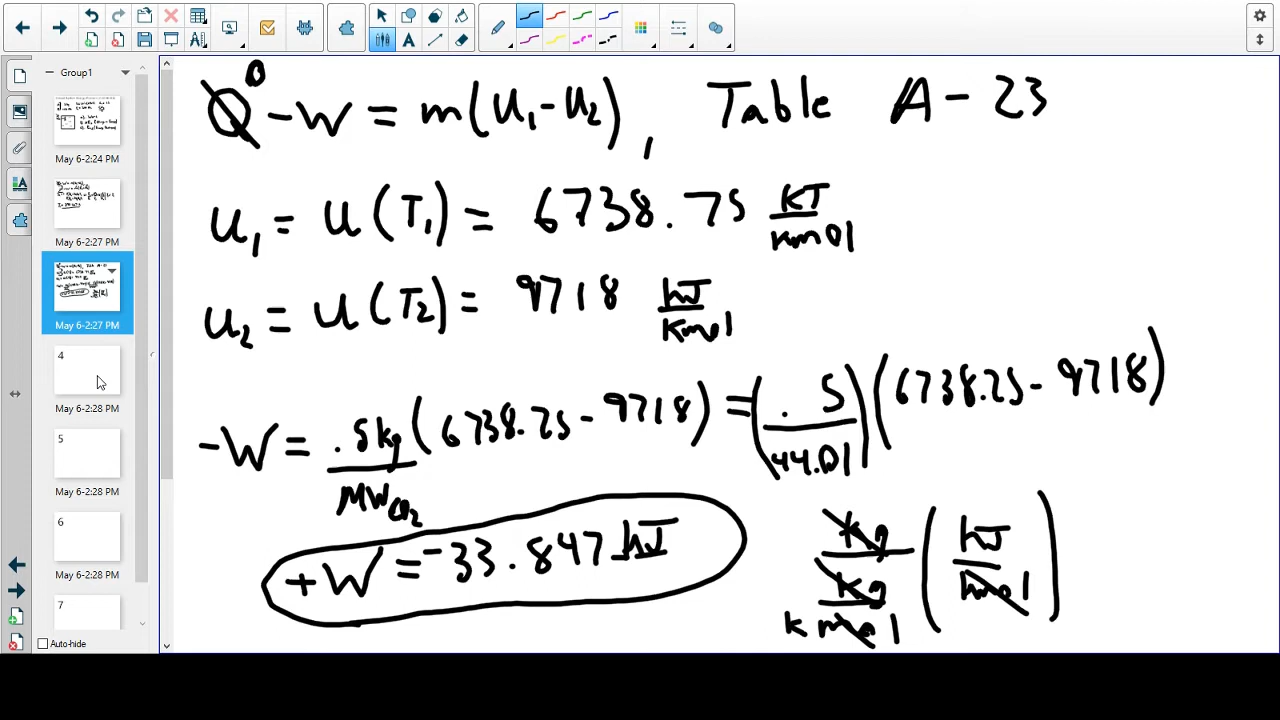 Group1
May 6-2:24 PM
May 6-2:27 PM
May 6-2:27 PM
4
May 6-2:28 PM
5
May 6-2:28 PM
6
May 6-2:28 PM
7
Auto-hide
Q⁰ - W = m(u₁ - u₂), Table A-23
u₁ = u(T₁) = 6738.75 kJ/kmol
u₂ = u(T₂) = 9718 kJ/kmol
-W = .5kg/MW_CO₂ (6738.75 - 9718) = (.5/44.01)(6738.75 - 9718)
+W = -33.847 kJ
kg/(kg/kmol) (kJ/kmol)